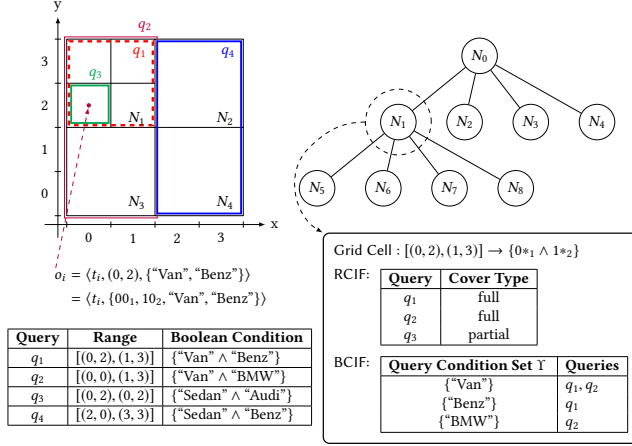 y
q₂
3
q₁
q₄
q₃
2
N₁
N₂
1
0
N₃
N₄
x
0
1
2
3
oᵢ = ⟨tᵢ, (0, 2), {“Van”, “Benz”}⟩
= ⟨tᵢ, {00₁, 10₂, “Van”, “Benz”}⟩
Query Range Boolean Condition
q₁ [(0, 2), (1, 3)] {“Van” ∧ “Benz”}
q₂ [(0, 0), (1, 3)] {“Van” ∧ “BMW”}
q₃ [(0, 2), (0, 2)] {“Sedan” ∧ “Audi”}
q₄ [(2, 0), (3, 3)] {“Sedan” ∧ “Benz”}
N₀
N₁ N₂ N₃ N₄
N₅ N₆ N₇ N₈
Grid Cell : [(0, 2), (1, 3)] → {0*₁ ∧ 1*₂}
RCIF:
Query Cover Type
q₁ full
q₂ full
q₃ partial
BCIF:
Query Condition Set ϒ Queries
{“Van”} q₁, q₂
{“Benz”} q₁
{“BMW”} q₂